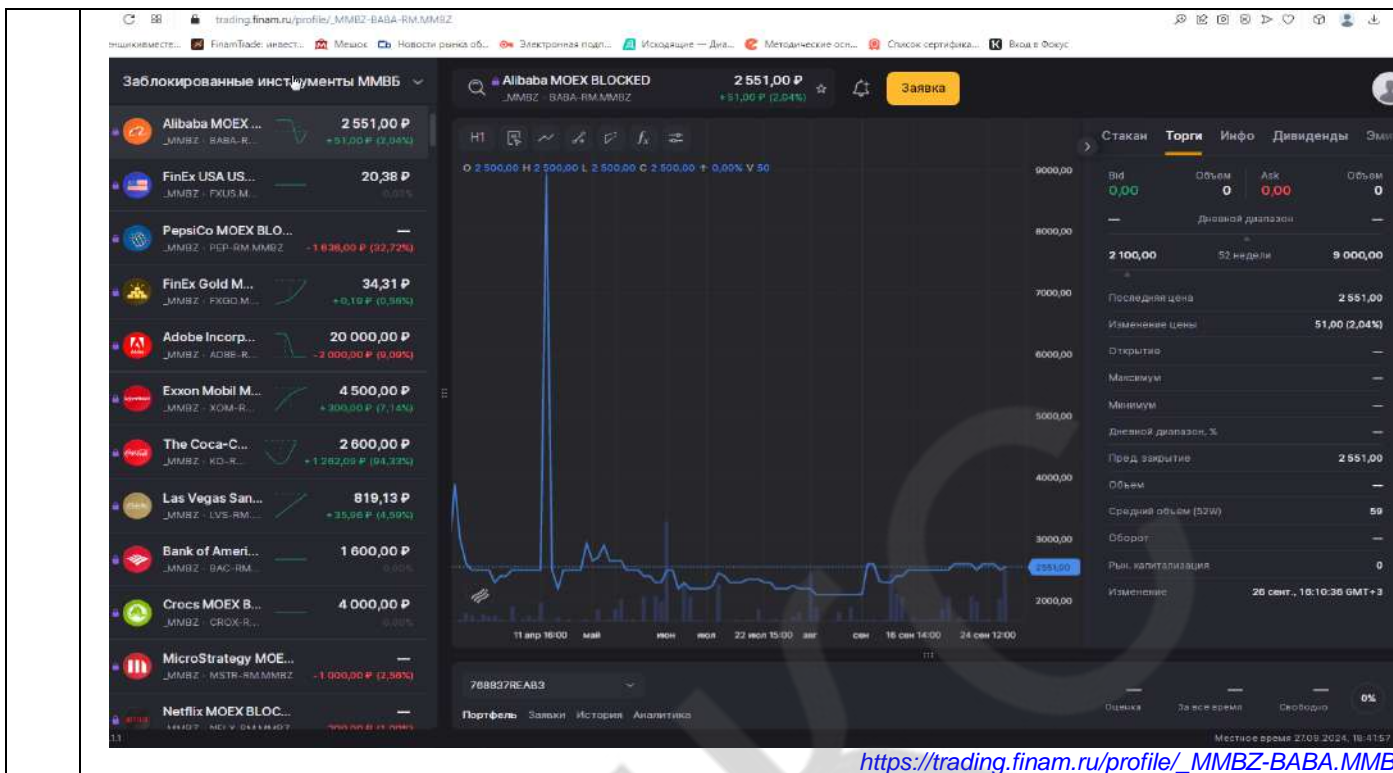 trading.finam.ru/profile/_MMBZ-BABA-RM.MMBZ
FinamTrade: инвест... Мешок Новости рынка об... Электронная подп... Исходящие — Диа... Методические осн... Список сертифика... Вход в Фокус
Заблокированные инструменты ММВБ
Alibaba MOEX ... 2 551,00 ₽
_MMBZ · BABA-R... +51,00 ₽ (2,04%)
FinEx USA US... 20,38 ₽
_MMBZ · FXUS.M... 0,00%
PepsiCo MOEX BLO... —
_MMBZ · PEP-RM.MMBZ -1 636,00 ₽ (32,72%)
FinEx Gold M... 34,31 ₽
_MMBZ · FXGD.M... +0,19 ₽ (0,56%)
Adobe Incorp... 20 000,00 ₽
_MMBZ · ADBE-R... -2 000,00 ₽ (9,09%)
Exxon Mobil M... 4 500,00 ₽
_MMBZ · XOM-R... +300,00 ₽ (7,14%)
The Coca-C... 2 600,00 ₽
_MMBZ · KO-R... +1 262,09 ₽ (94,33%)
Las Vegas San... 819,13 ₽
_MMBZ · LVS-RM.... +35,96 ₽ (4,59%)
Bank of Ameri... 1 600,00 ₽
_MMBZ · BAC-RM... 0,00%
Crocs MOEX B... 4 000,00 ₽
_MMBZ · CROX-R... 0,00%
MicroStrategy MOE... —
_MMBZ · MSTR-RM.MMBZ -1 000,00 ₽ (2,56%)
Netflix MOEX BLOC... —
Alibaba MOEX BLOCKED 2 551,00 ₽
_MMBZ · BABA-RM.MMBZ +51,00 ₽ (2,04%)
Заявка
H1
O 2 500,00 H 2 500,00 L 2 500,00 C 2 500,00 0,00% V 50
9000,00
8000,00
7000,00
6000,00
5000,00
4000,00
3000,00
2551,00
2000,00
11 апр 16:00 май июн июл 22 июл 15:00 авг сен 16 сен 14:00 24 сен 12:00
768837REAB3
Портфель Заявки История Аналитика
Стакан Торги Инфо Дивиденды Эми
Bid Объем Ask Объем
0,00 0 0,00 0
— Дневной диапазон —
2 100,00 52 недели 9 000,00
Последняя цена 2 551,00
Изменение цены 51,00 (2,04%)
Открытие —
Максимум —
Минимум —
Дневной диапазон, % —
Пред. закрытие 2 551,00
Объем —
Средний объем (52W) 59
Оборот —
Рын. капитализация 0
Изменение 26 сент., 16:10:36 GMT+3
— — — 0%
Оценка За все время Свободно
Местное время 27.09.2024, 18:41:57
https://trading.finam.ru/profile/_MMBZ-BABA.MMB